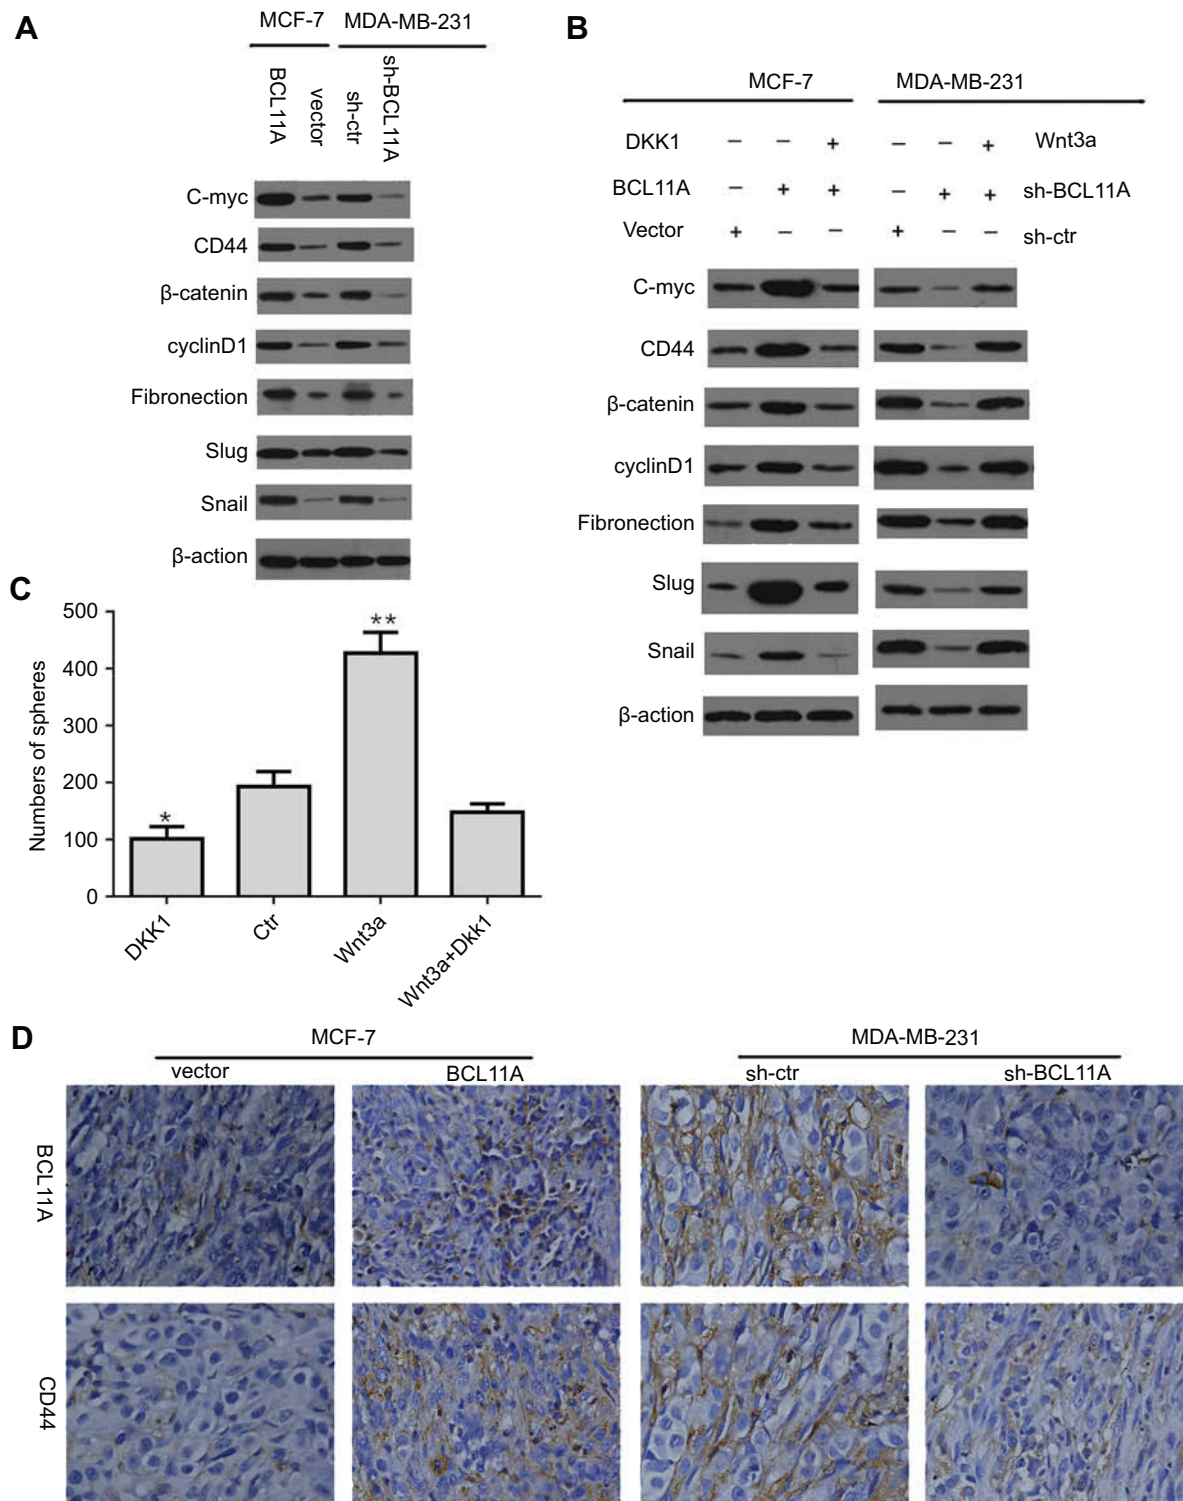 A
MCF-7 MDA-MB-231
BCL11A vector sh-ctr sh-BCL11A
C-myc
CD44
β-catenin
cyclinD1
Fibronection
Slug
Snail
β-action
B
MCF-7 MDA-MB-231
DKK1 – – + – – + Wnt3a
BCL11A – + + – + + sh-BCL11A
Vector + – – + – – sh-ctr
C-myc
CD44
β-catenin
cyclinD1
Fibronection
Slug
Snail
β-action
C
Numbers of spheres
500
400
300
200
100
0
*
**
DKK1 Ctr Wnt3a Wnt3a+Dkk1
D
MCF-7 MDA-MB-231
vector BCL11A sh-ctr sh-BCL11A
BCL11A
CD44